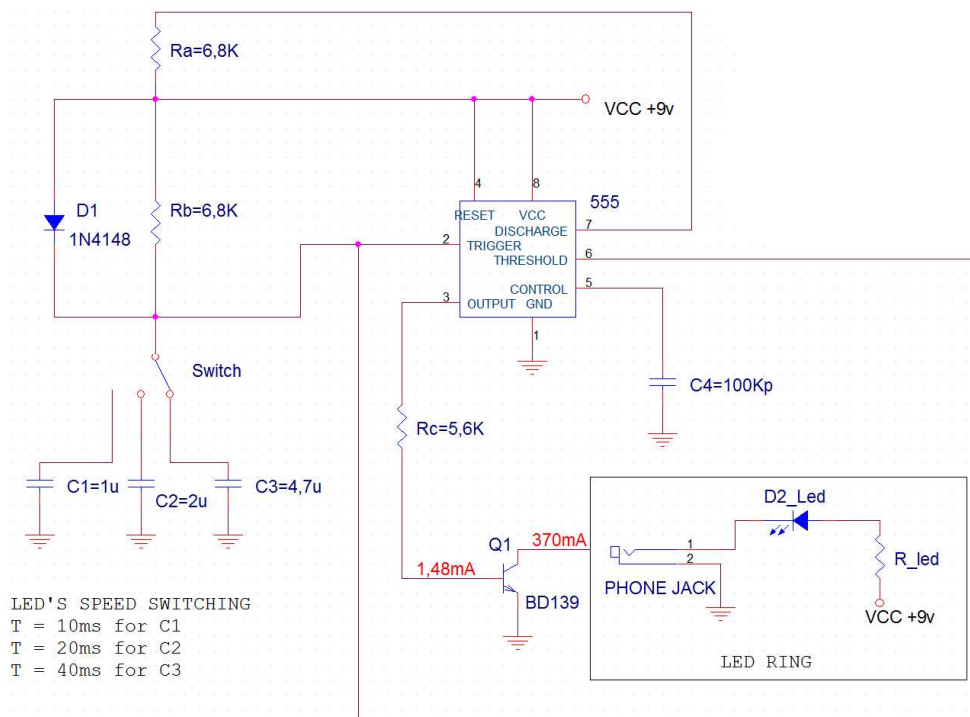 Ra=6,8K
VCC +9v
4
8
555
D1
1N4148
Rb=6,8K
RESET VCC
DISCHARGE
7
2
TRIGGER
THRESHOLD
6
CONTROL
5
3
OUTPUT GND
1
Switch
C4=100Kp
Rc=5,6K
C1=1u
C2=2u
C3=4,7u
D2_Led
Q1
370mA
1
2
R_led
1,48mA
BD139
PHONE JACK
VCC +9v
LED RING
LED'S SPEED SWITCHING
T = 10ms for C1
T = 20ms for C2
T = 40ms for C3